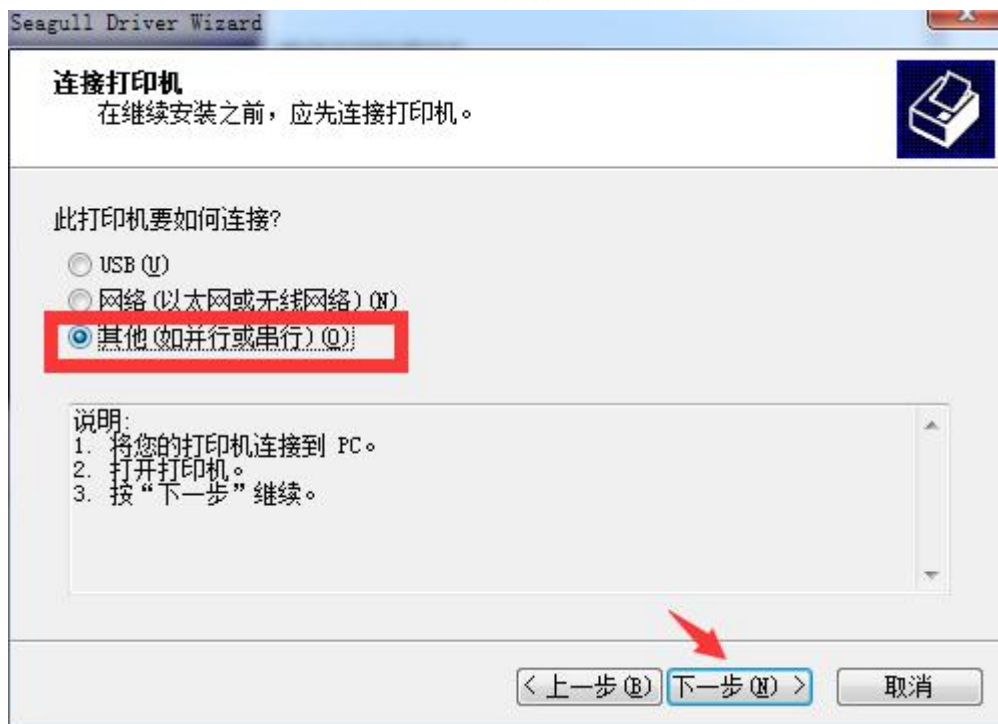 Seagull Driver Wizard
连接打印机
在继续安装之前，应先连接打印机。
此打印机要如何连接?
USB(U)
网络(以太网或无线网络)(N)
其他(如并行或串行)(O)
说明:
1. 将您的打印机连接到 PC。
2. 打开打印机。
3. 按“下一步”继续。
< 上一步(B) 下一步(N) > 取消